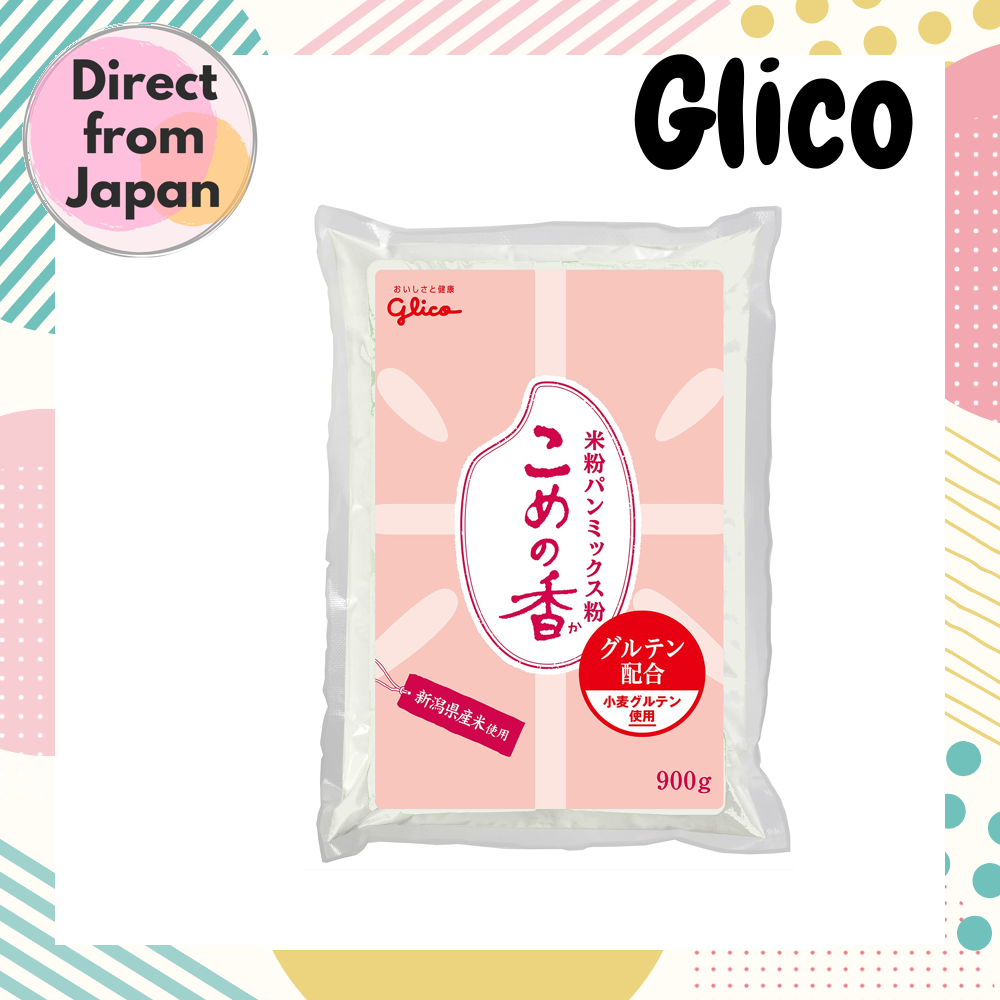 Direct
from
Japan
Glico
おいしさと健康
Glico
米粉パンミックス粉
こめの香
か
グルテン
配合
小麦グルテン
使用
新潟県産米使用
900g